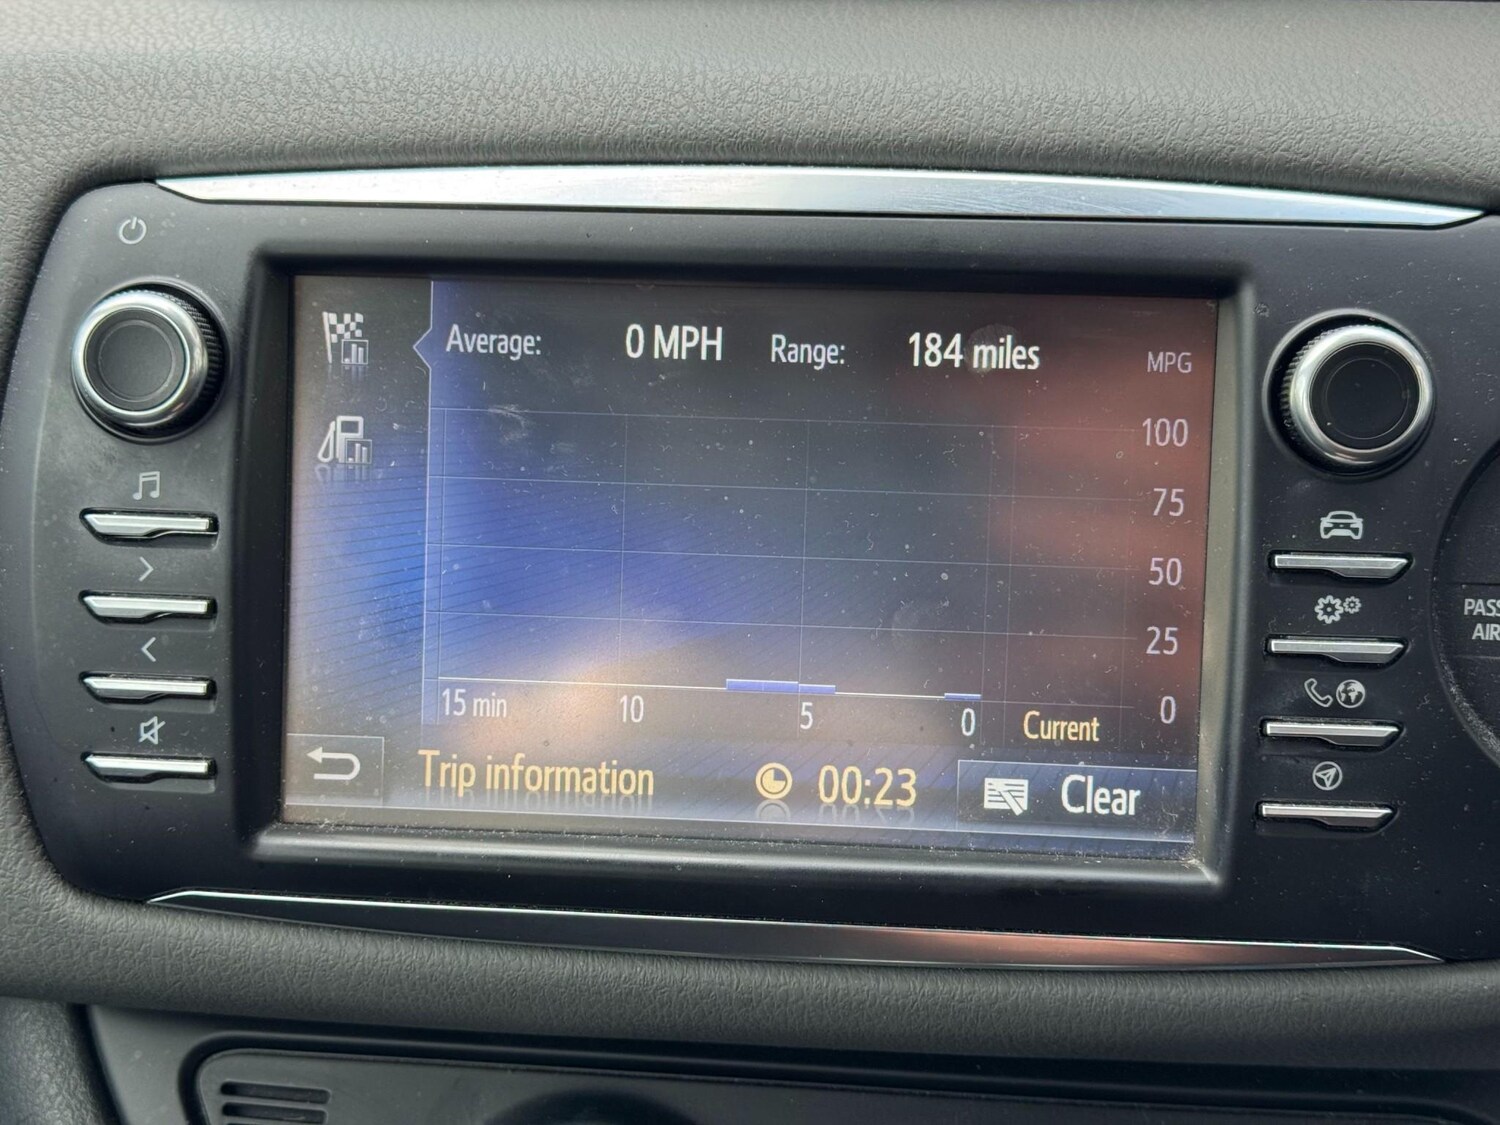 Average: 0 MPH Range: 184 miles MPG
100
75
50
25
0
15 min 10 5 0 Current
Trip information 00:23 Clear
PASS
AIR